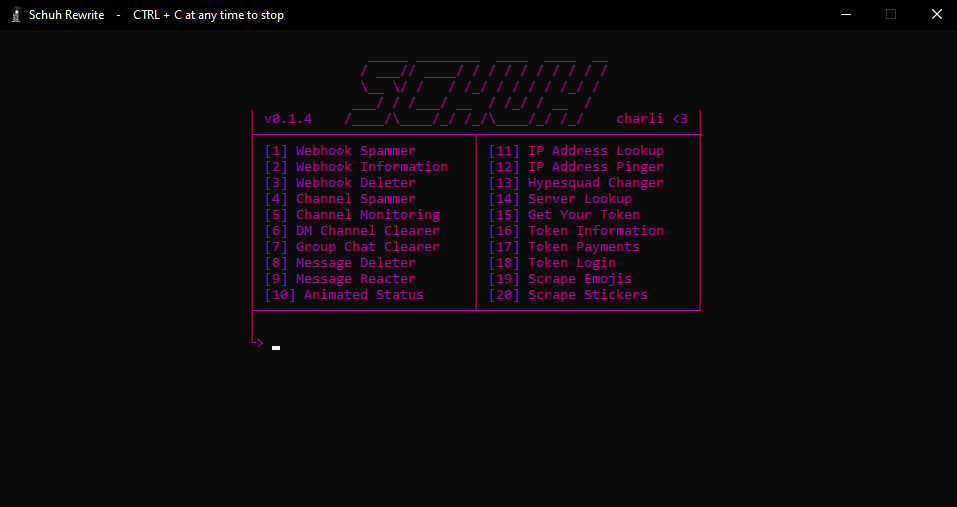 Schuh Rewrite - CTRL + C at any time to stop
SCHUH
v0.1.4 charli <3
[1] Webhook Spammer
[2] Webhook Information
[3] Webhook Deleter
[4] Channel Spammer
[5] Channel Monitoring
[6] DM Channel Clearer
[7] Group Chat Clearer
[8] Message Deleter
[9] Message Reacter
[10] Animated Status
[11] IP Address Lookup
[12] IP Address Pinger
[13] Hypesquad Changer
[14] Server Lookup
[15] Get Your Token
[16] Token Information
[17] Token Payments
[18] Token Login
[19] Scrape Emojis
[20] Scrape Stickers
>